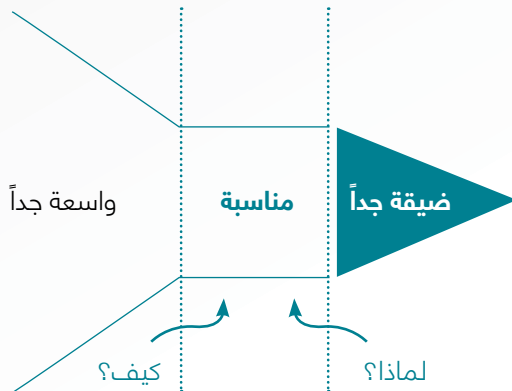 ضيقة جداً
مناسبة
واسعة جداً
لماذا؟
كيف؟